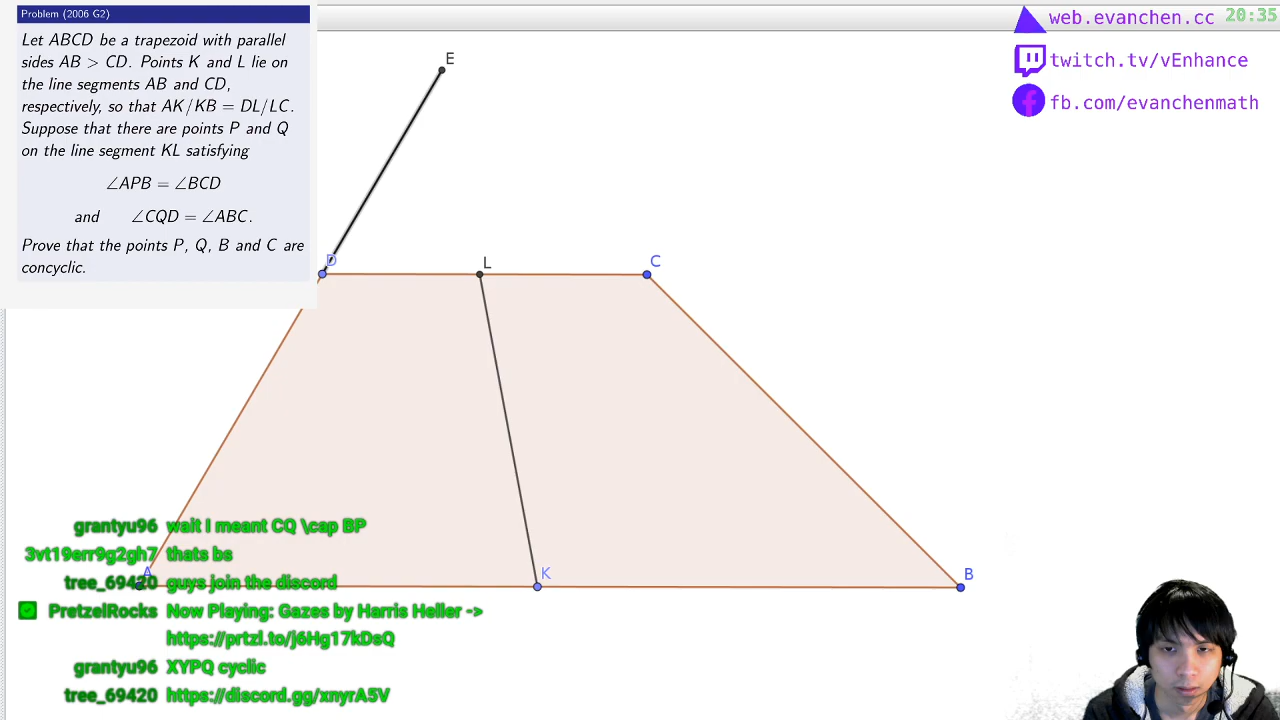 Problem (2006 G2)
Let ABCD be a trapezoid with parallel
sides AB > CD. Points K and L lie on
the line segments AB and CD,
respectively, so that AK/KB = DL/LC.
Suppose that there are points P and Q
on the line segment KL satisfying
∠APB = ∠BCD
and ∠CQD = ∠ABC.
Prove that the points P, Q, B and C are
concyclic.
web.evanchen.cc 20:35
twitch.tv/vEnhance
fb.com/evanchenmath
E
D
L
C
A
K
B
grantyu96 wait I meant CQ \cap BP
3vt19err9g2gh7 thats bs
tree_69420 guys join the discord
PretzelRocks Now Playing: Gazes by Harris Heller ->
https://prtzl.to/j6Hg17kDsQ
grantyu96 XYPQ cyclic
tree_69420 https://discord.gg/xnyrA5V